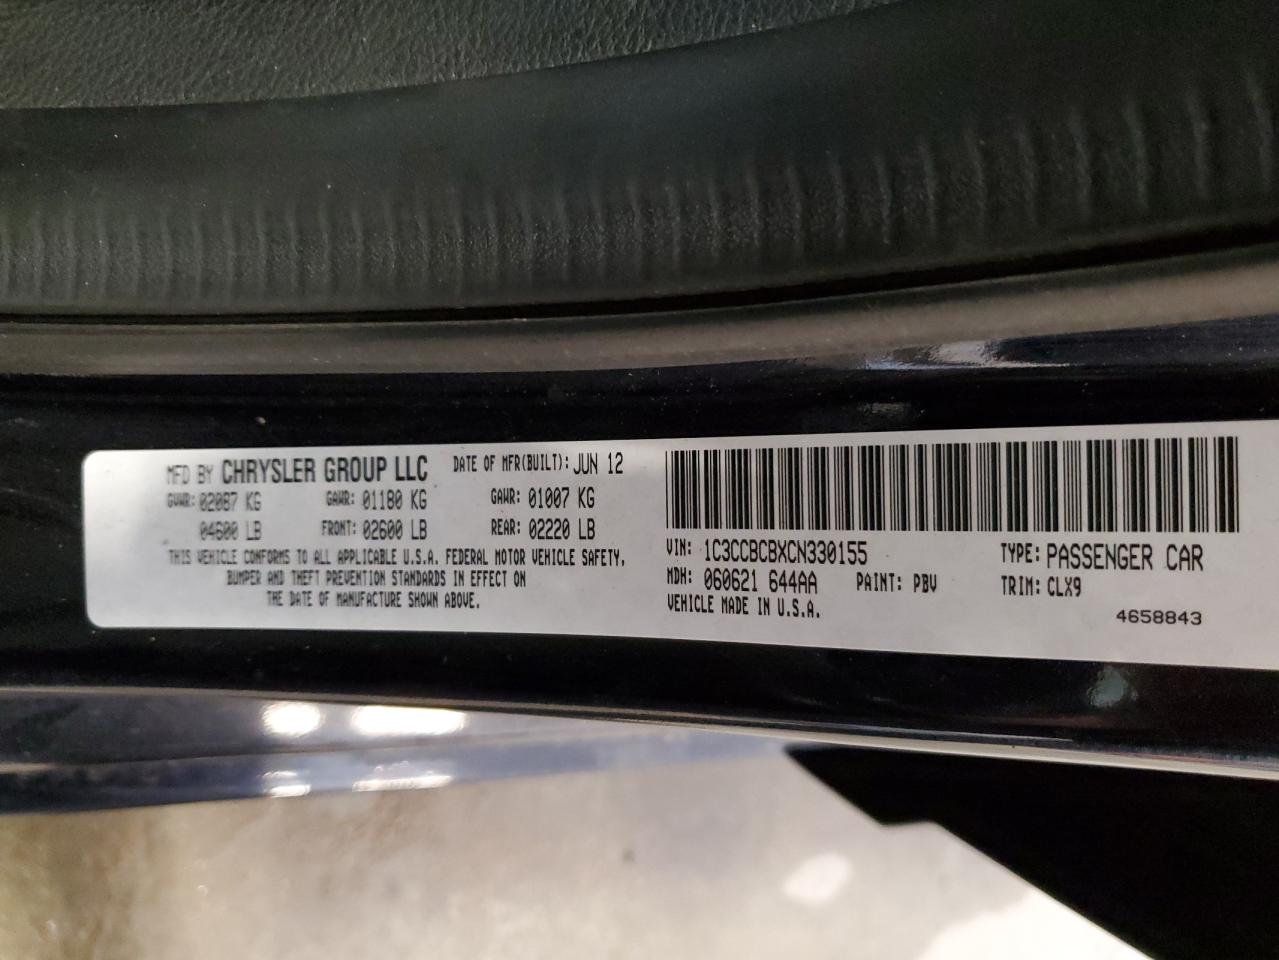 MFD BY CHRYSLER GROUP LLC DATE OF MFR(BUILT): JUN 12
GVWR: 02087 KG GAWR: 01180 KG GAWR: 01007 KG
04600 LB FRONT: 02600 LB REAR: 02220 LB
THIS VEHICLE CONFORMS TO ALL APPLICABLE U.S.A. FEDERAL MOTOR VEHICLE SAFETY,
BUMPER AND THEFT PREVENTION STANDARDS IN EFFECT ON
THE DATE OF MANUFACTURE SHOWN ABOVE.
VIN: 1C3CCBCBXCN330155 TYPE: PASSENGER CAR
MDH: 060621 644AA PAINT: PBV TRIM: CLX9
VEHICLE MADE IN U.S.A.
4658843